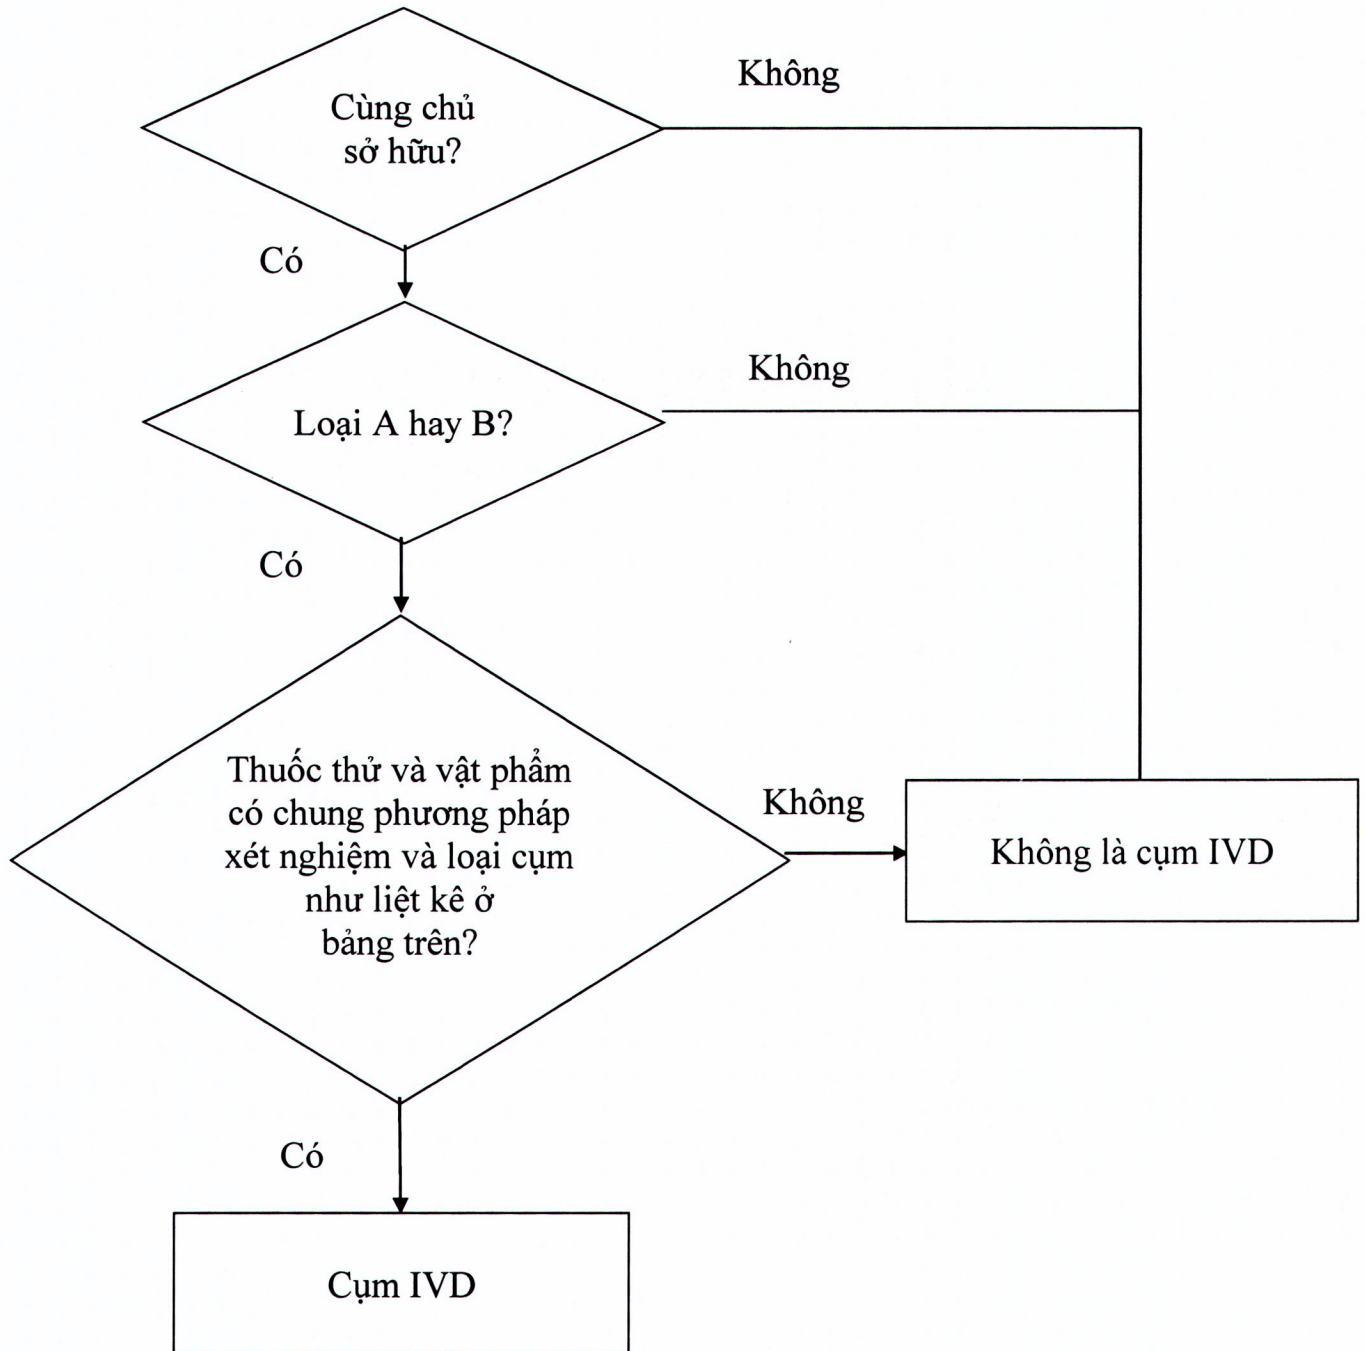 Không
Cùng chủ
sở hữu?
Có
Không
Loại A hay B?
Có
Thuốc thử và vật phẩm
có chung phương pháp
xét nghiệm và loại cụm
như liệt kê ở
bảng trên?
Không
Không là cụm IVD
Có
Cụm IVD